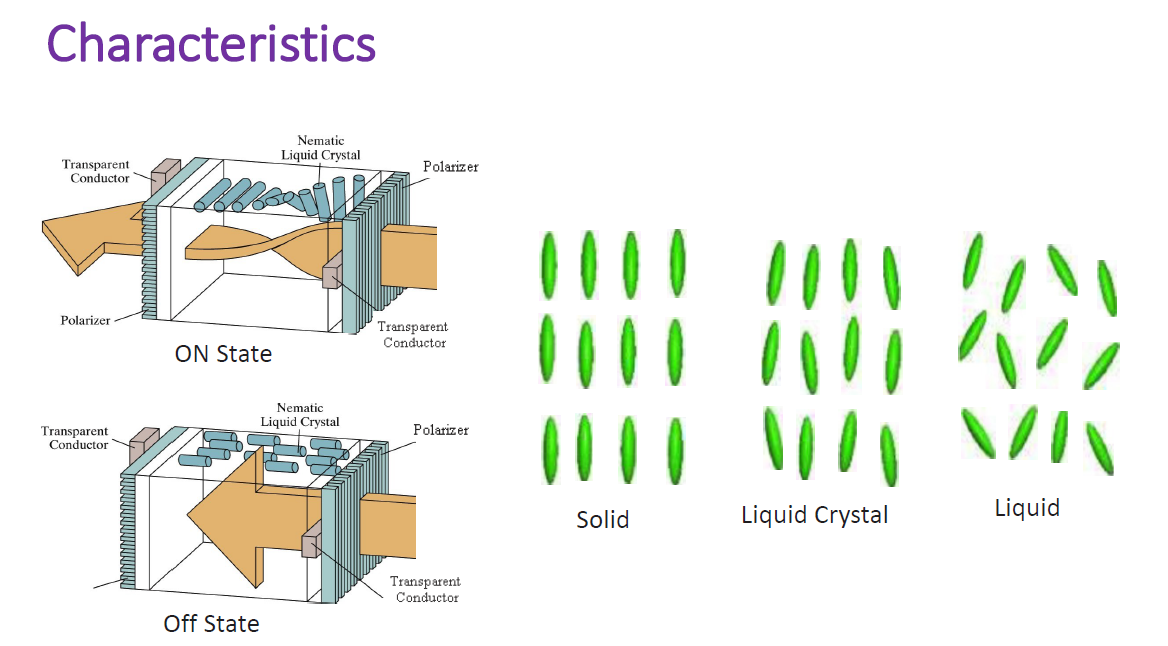 Characteristics
Nematic
Liquid Crystal
Transparent
Conductor
Polarizer
Polarizer
Transparent
Conductor
ON State
Nematic
Liquid Crystal
Transparent
Conductor
Polarizer
Transparent
Conductor
Off State
Solid
Liquid Crystal
Liquid